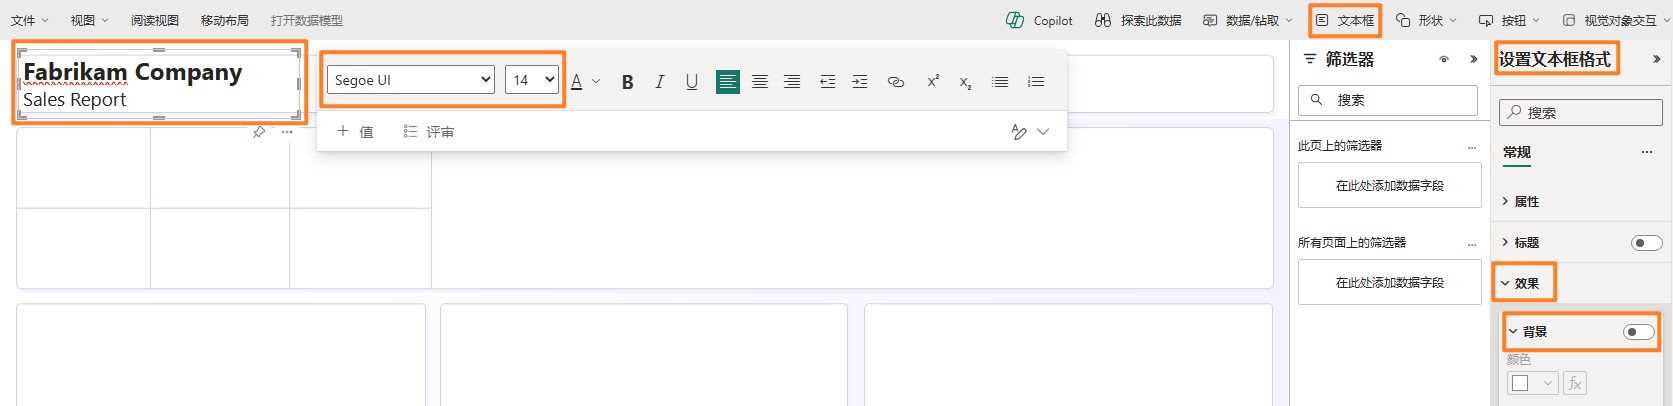 文件 视图 阅读视图 移动布局 打开数据模型 Copilot 探索此数据 数据/钻取 文本框 形状 按钮 视觉对象交互
Fabrikam Company
Sales Report
Segoe UI 14 A B I U x² x₂
+ 值 评审
筛选器
搜索
此页上的筛选器 ...
在此处添加数据字段
所有页面上的筛选器 ...
在此处添加数据字段
设置文本框格式
搜索
常规 ...
属性
标题
效果
背景
颜色
fx